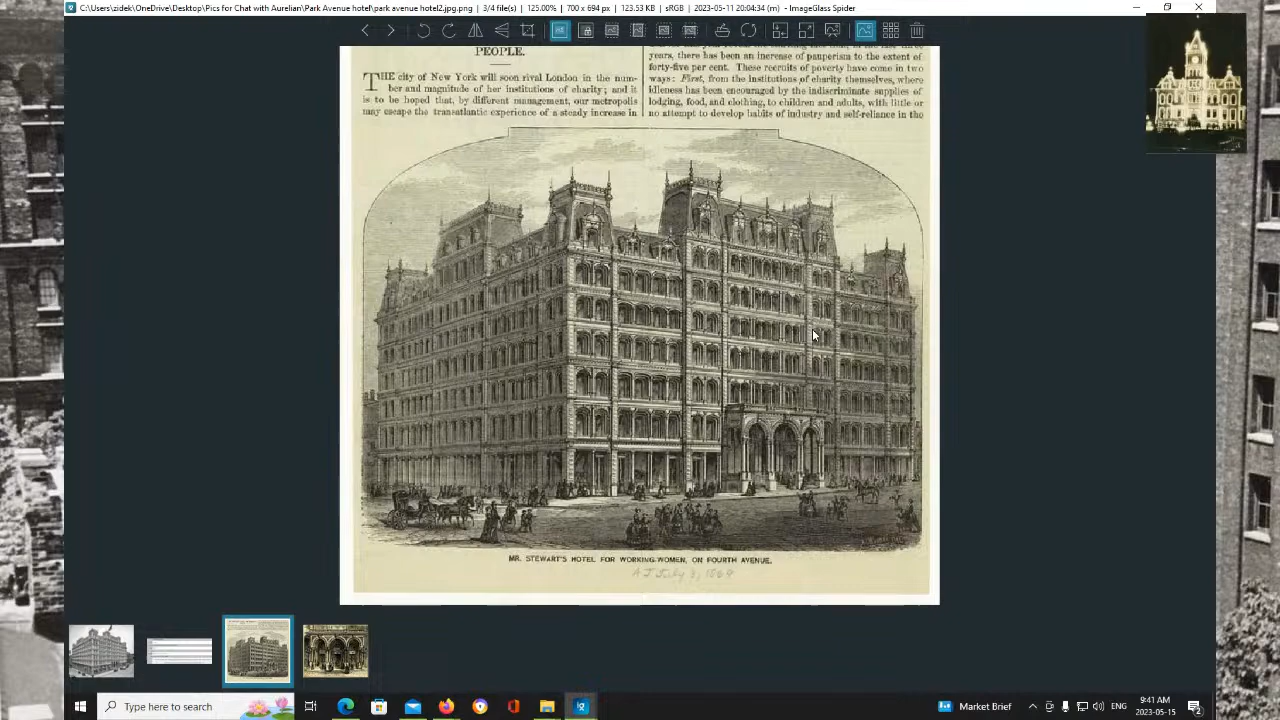 C:\Users\zidek\OneDrive\Desktop\Pics for Chat with Aurelian\Park Avenue hotel\park avenue hotel2.jpg.png | 3/4 file(s) | 125.00% | 700 x 694 px | 123.53 KB | sRGB | 2023-05-11 20:04:34 (m) - ImageGlass Spider
PEOPLE.
THE city of New York will soon rival London in the num-
ber and magnitude of her institutions of charity; and it
is to be hoped that, by different management, our metropolis
may escape the transatlantic experience of a steady increase in
years, there has been an increase of pauperism to the extent of
forty-five per cent. These recruits of poverty have come in two
ways: First, from the institutions of charity themselves, where
idleness has been encouraged by the indiscriminate supplies of
lodging, food, and clothing, to children and adults, with little or
no attempt to develop habits of industry and self-reliance in the
MR. STEWART'S HOTEL FOR WORKING-WOMEN, ON FOURTH AVENUE.
A J July 3, 1869
Type here to search
Market Brief
ENG
9:41 AM
2023-05-15